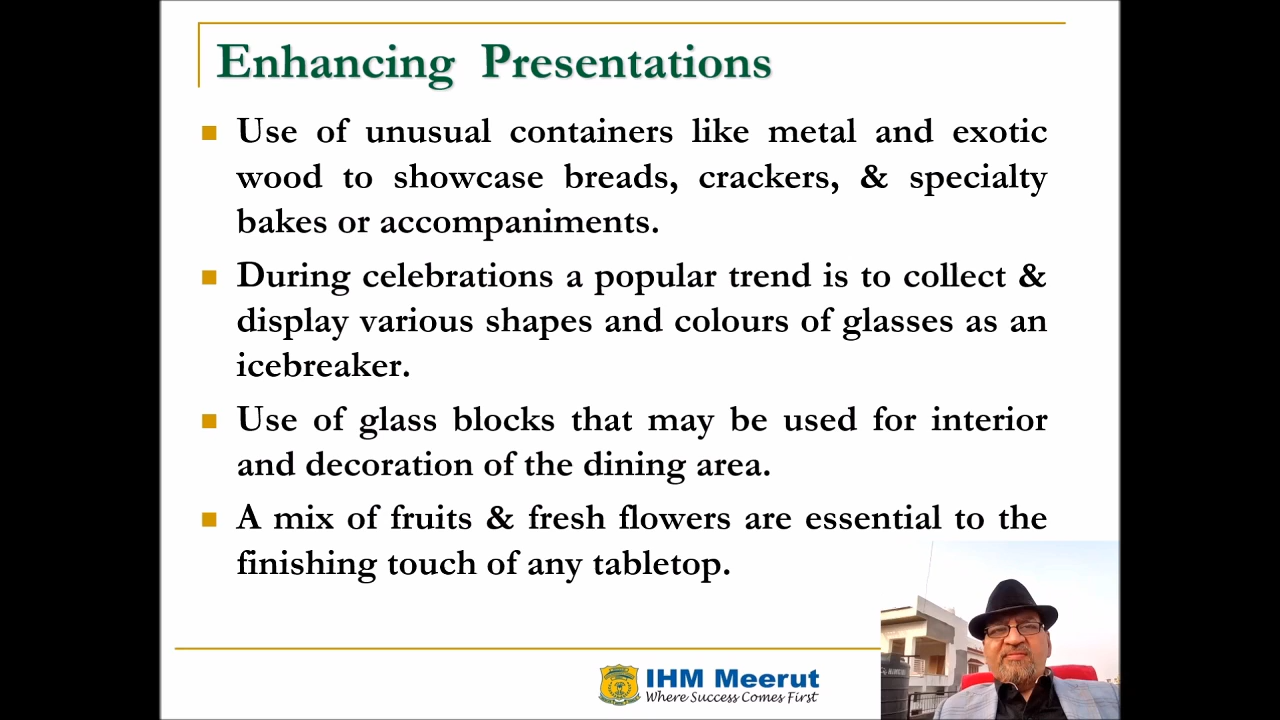 Enhancing Presentations
Use of unusual containers like metal and exotic
wood to showcase breads, crackers, & specialty
bakes or accompaniments.
During celebrations a popular trend is to collect &
display various shapes and colours of glasses as an
icebreaker.
Use of glass blocks that may be used for interior
and decoration of the dining area.
A mix of fruits & fresh flowers are essential to the
finishing touch of any tabletop.
IHM Meerut
Where Success Comes First